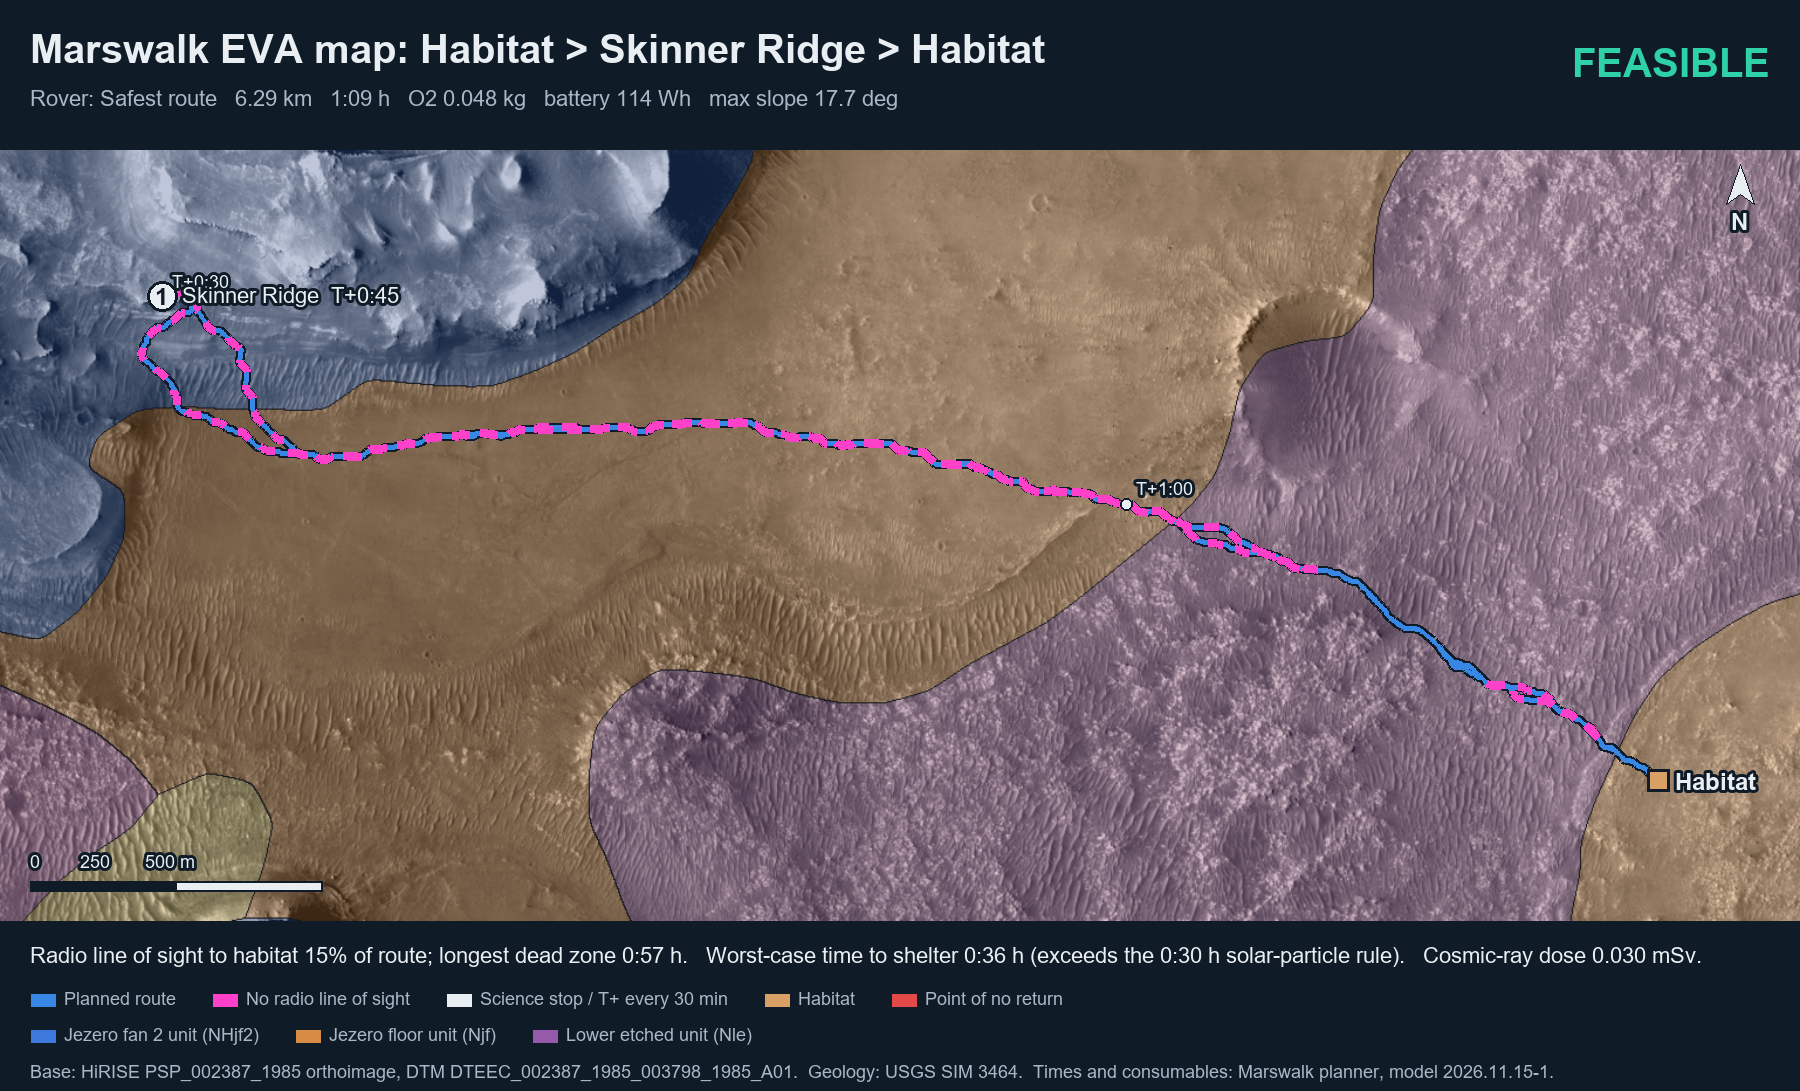 Marswalk EVA map: Habitat > Skinner Ridge > Habitat
FEASIBLE
Rover: Safest route 6.29 km 1:09 h O2 0.048 kg battery 114 Wh max slope 17.7 deg
N
T+0:30
1 Skinner Ridge T+0:45
T+1:00
Habitat
0 250 500 m
Radio line of sight to habitat 15% of route; longest dead zone 0:57 h. Worst-case time to shelter 0:36 h (exceeds the 0:30 h solar-particle rule). Cosmic-ray dose 0.030 mSv.
Planned route No radio line of sight Science stop / T+ every 30 min Habitat Point of no return
Jezero fan 2 unit (NHjf2) Jezero floor unit (Njf) Lower etched unit (Nle)
Base: HiRISE PSP_002387_1985 orthoimage, DTM DTEEC_002387_1985_003798_1985_A01. Geology: USGS SIM 3464. Times and consumables: Marswalk planner, model 2026.11.15-1.